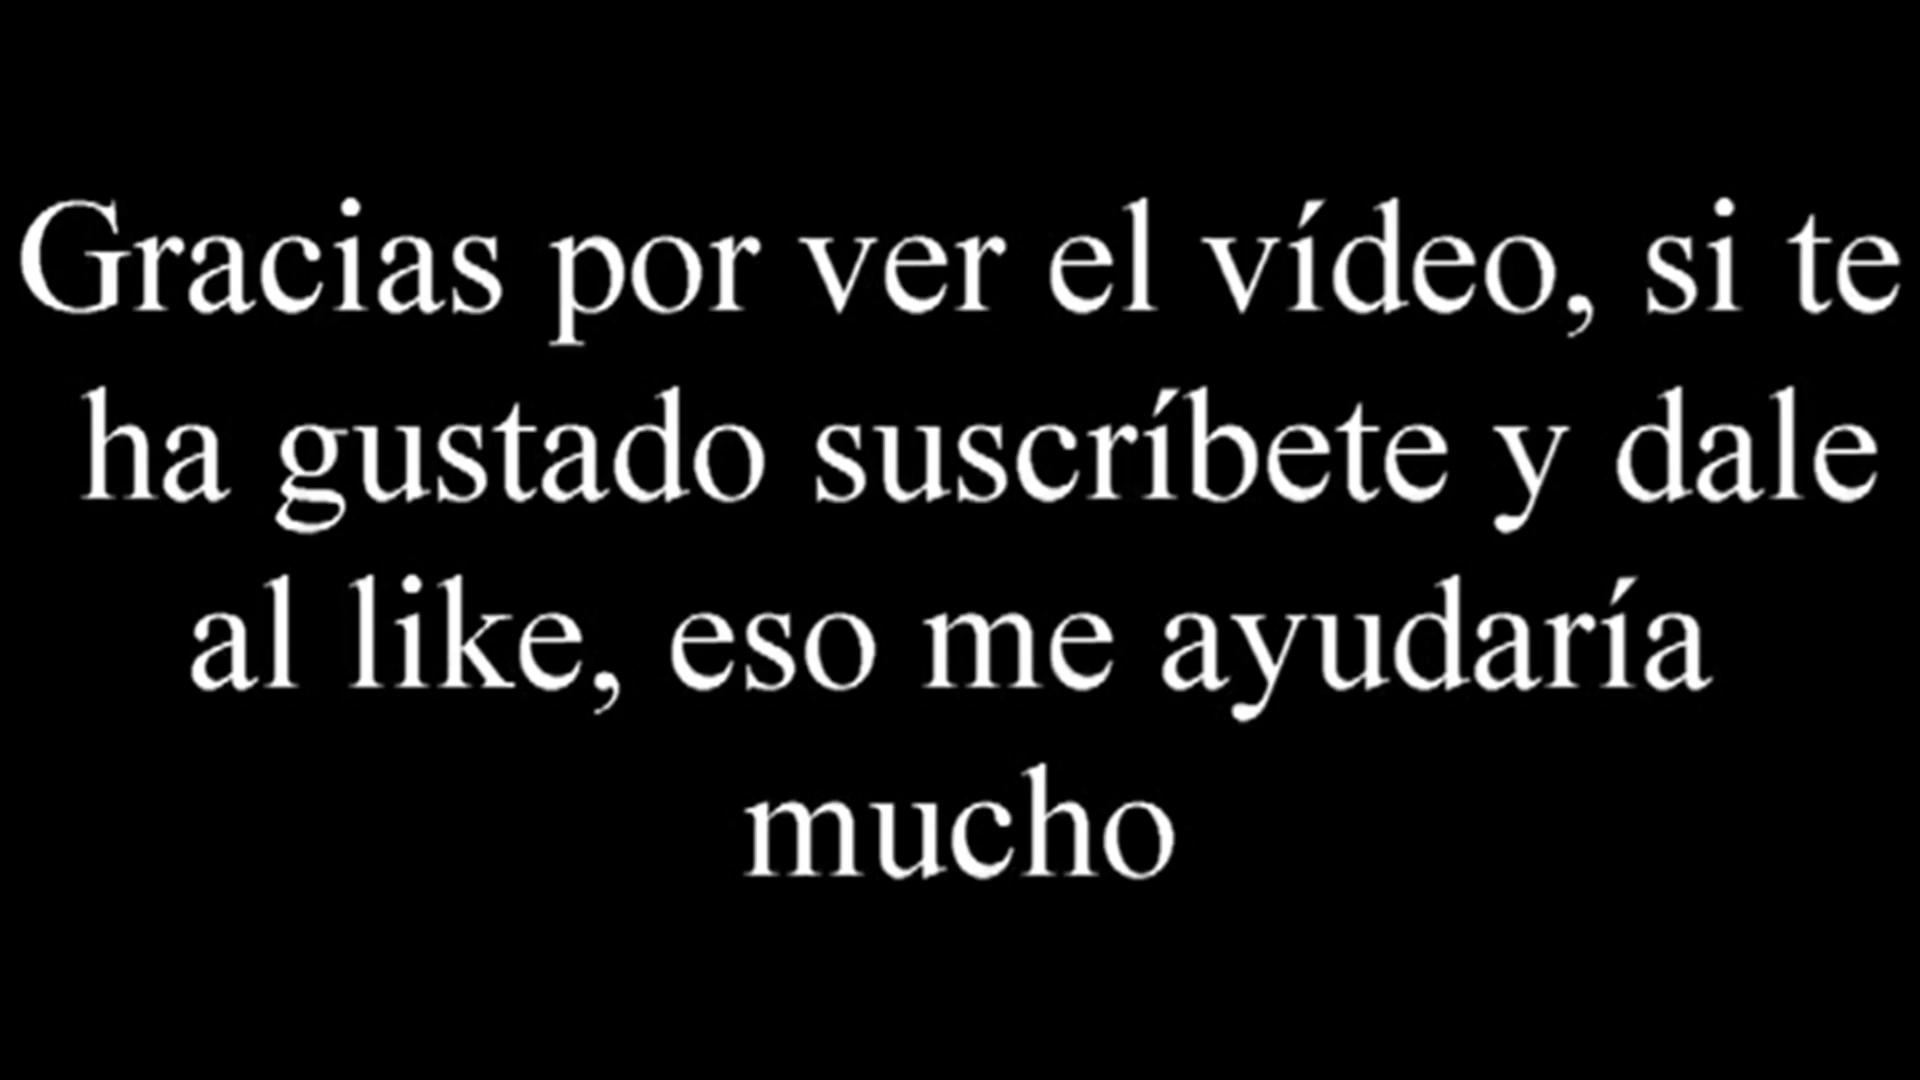 Gracias por ver el vídeo, si te
ha gustado suscríbete y dale
al like, eso me ayudaría
mucho